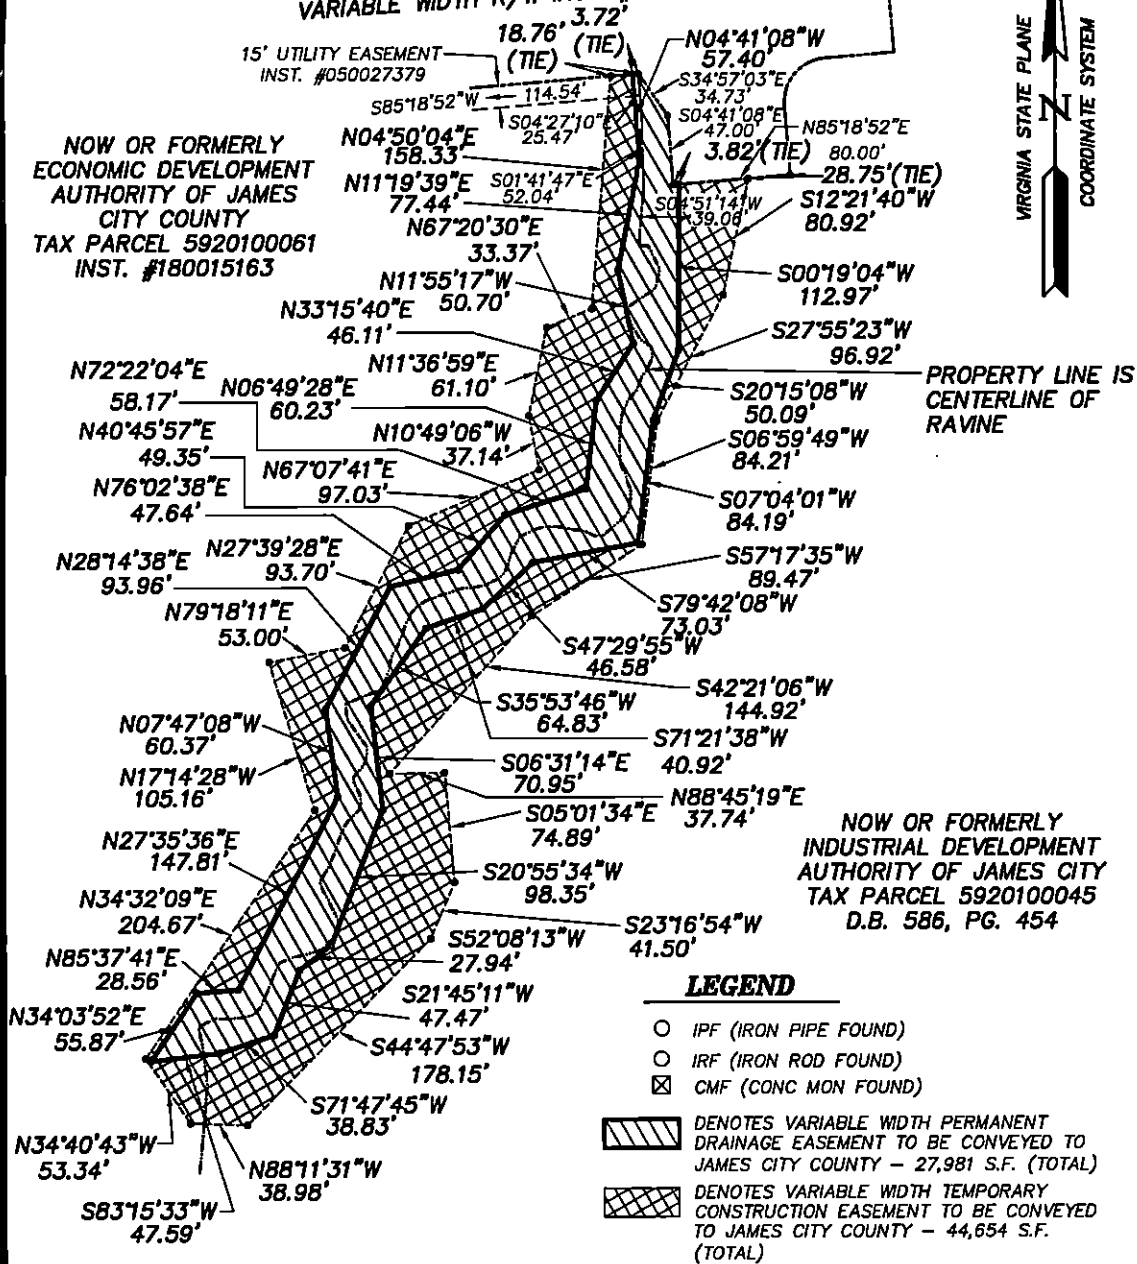 VARIABLE WIDTH R/W
18.76'
(TIE)
3.72'
(TIE)
15' UTILITY EASEMENT
INST. #050027379
S85°18'52"W
114.54'
S04°27'10"E
25.47'
N04°41'08"W
57.40'
S34°57'03"E
34.73'
S04°41'08"E
47.00'
N85°18'52"E
80.00'
3.82'(TIE)
28.75'(TIE)
VIRGINIA STATE PLANE
N
COORDINATE SYSTEM
NOW OR FORMERLY
ECONOMIC DEVELOPMENT
AUTHORITY OF JAMES
CITY COUNTY
TAX PARCEL 5920100061
INST. #180015163
N04°50'04"E
158.33'
N11°19'39"E
77.44'
S01°41'47"E
52.04'
S04°51'14"W
39.06'
S12°21'40"W
80.92'
N67°20'30"E
33.37'
N11°55'17"W
50.70'
S00°19'04"W
112.97'
N33°15'40"E
46.11'
S27°55'23"W
96.92'
N11°36'59"E
61.10'
N72°22'04"E
58.17'
N06°49'28"E
60.23'
PROPERTY LINE IS
CENTERLINE OF
RAVINE
S20°15'08"W
50.09'
N40°45'57"E
49.35'
N10°49'06"W
37.14'
S06°59'49"W
84.21'
N67°07'41"E
97.03'
N76°02'38"E
47.64'
S07°04'01"W
84.19'
N28°14'38"E
93.96'
N27°39'28"E
93.70'
S57°17'35"W
89.47'
N79°18'11"E
53.00'
S79°42'08"W
73.03'
S47°29'55"W
46.58'
S42°21'06"W
144.92'
S35°53'46"W
64.83'
N07°47'08"W
60.37'
S71°21'38"W
40.92'
S06°31'14"E
70.95'
N17°14'28"W
105.16'
N88°45'19"E
37.74'
S05°01'34"E
74.89'
N27°35'36"E
147.81'
NOW OR FORMERLY
INDUSTRIAL DEVELOPMENT
AUTHORITY OF JAMES CITY
TAX PARCEL 5920100045
D.B. 586, PG. 454
S20°55'34"W
98.35'
N34°32'09"E
204.67'
S23°16'54"W
41.50'
S52°08'13"W
27.94'
N85°37'41"E
28.56'
S21°45'11"W
47.47'
N34°03'52"E
55.87'
S44°47'53"W
178.15'
S71°47'45"W
38.83'
N34°40'43"W
53.34'
N88°11'31"W
38.98'
S83°15'33"W
47.59'
LEGEND
IPF (IRON PIPE FOUND)
IRF (IRON ROD FOUND)
CMF (CONC MON FOUND)
DENOTES VARIABLE WIDTH PERMANENT
DRAINAGE EASEMENT TO BE CONVEYED TO
JAMES CITY COUNTY – 27,981 S.F. (TOTAL)
DENOTES VARIABLE WIDTH TEMPORARY
CONSTRUCTION EASEMENT TO BE CONVEYED
TO JAMES CITY COUNTY – 44,654 S.F.
(TOTAL)